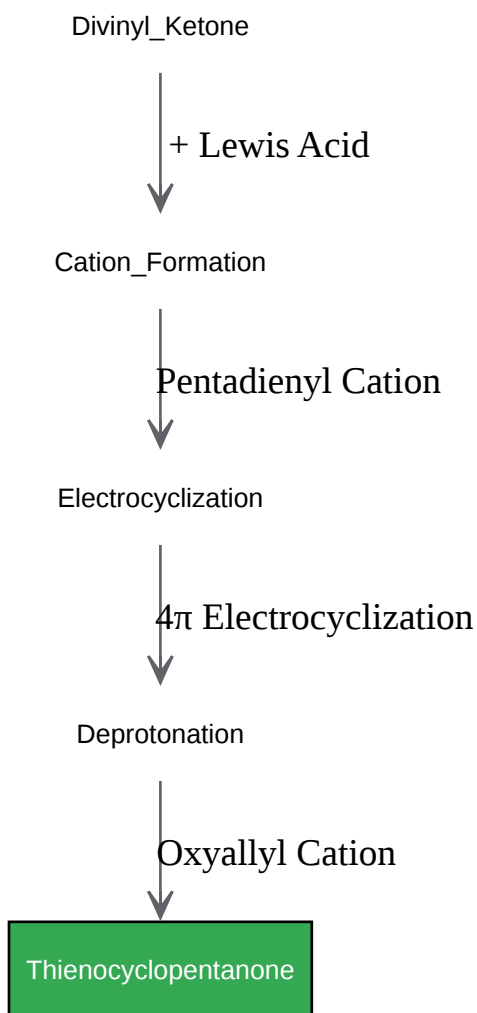 Divinyl_Ketone
+ Lewis Acid
Cation_Formation
Pentadienyl Cation
Electrocyclization
4π Electrocyclization
Deprotonation
Oxyallyl Cation
Thienocyclopentanone